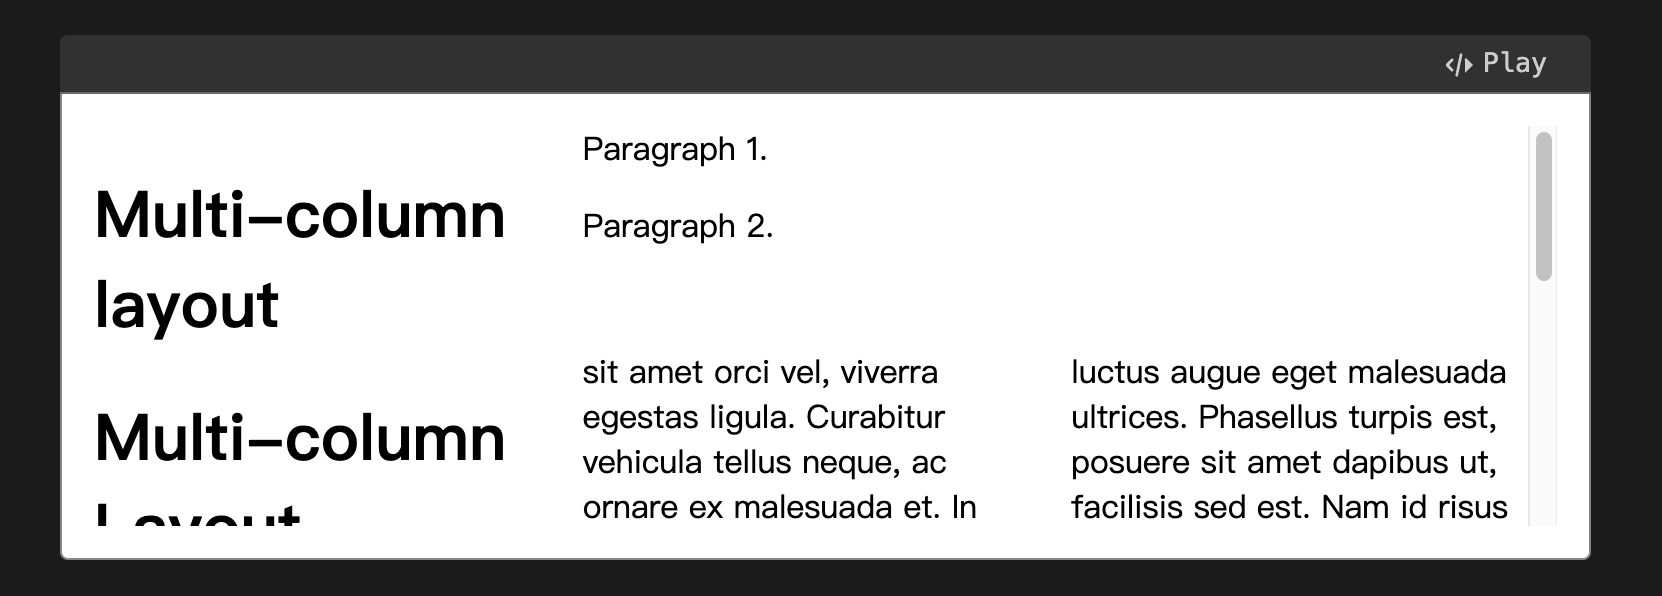 Play
Multi-column
layout
Paragraph 1.
Paragraph 2.
Multi-column
Layout
sit amet orci vel, viverra
egestas ligula. Curabitur
vehicula tellus neque, ac
ornare ex malesuada et. In
luctus augue eget malesuada
ultrices. Phasellus turpis est,
posuere sit amet dapibus ut,
facilisis sed est. Nam id risus